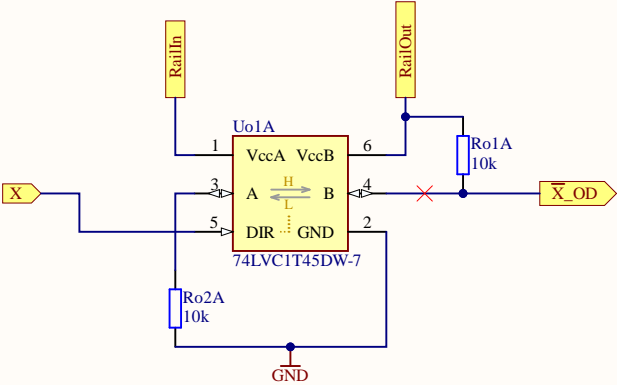 RailIn
RailOut
Uo1A
1
VccA
VccB
6
Ro1A
10k
X
3
A
H
L
B
4
X̅_OD
5
DIR
GND
2
74LVC1T45DW-7
Ro2A
10k
GND